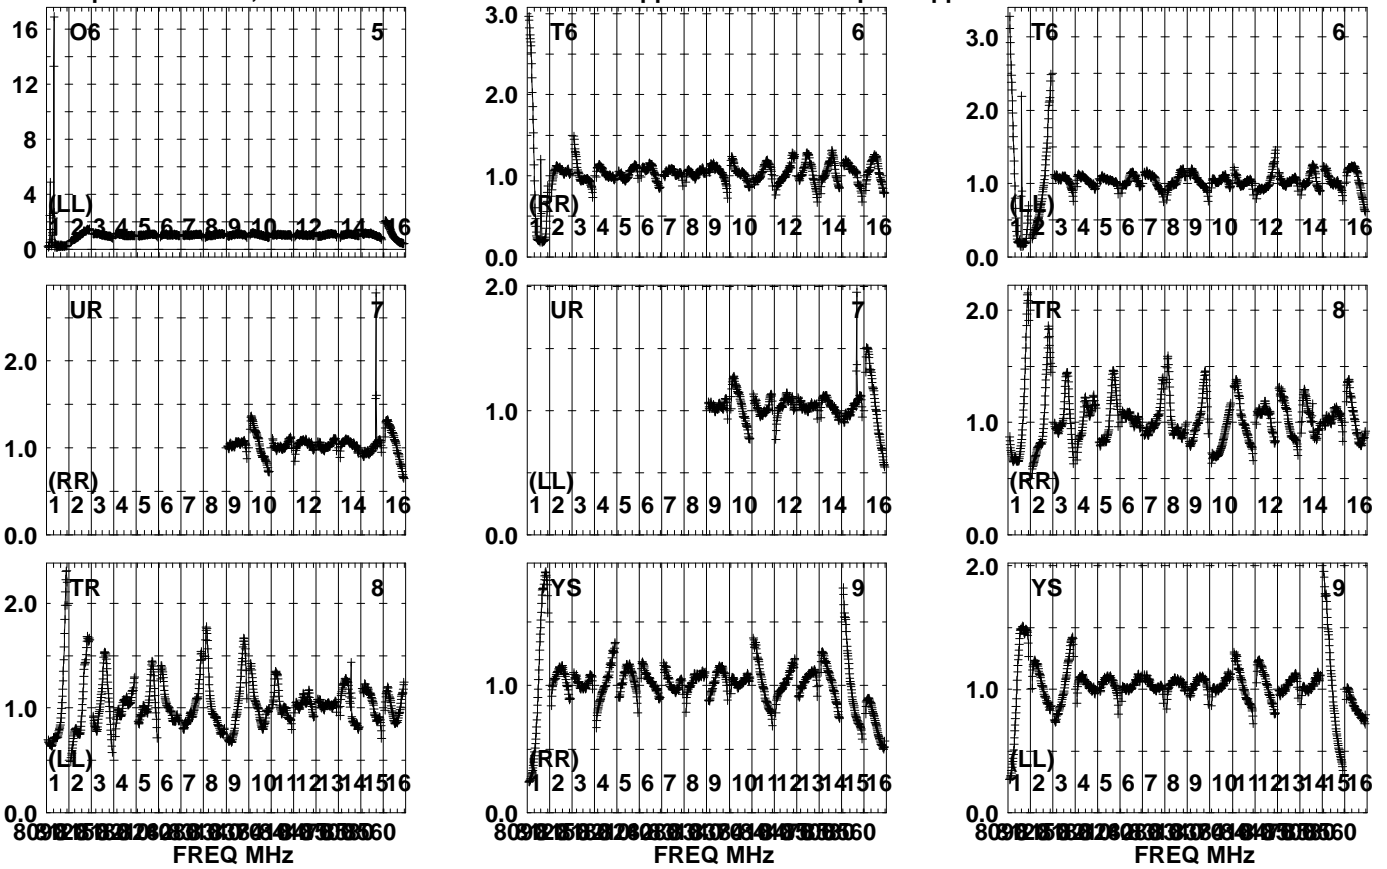 16 O6 5
12
8
4
0
(LL)
1 2 3 4 5 6 7 8 9 10 12 14 16
3.0 T6 6
2.0
1.0
0.0
(RR)
1 2 3 4 5 6 7 8 9 10 12 14 16
3.0 T6 6
2.0
1.0
0.0
(LL)
1 2 3 4 5 6 7 8 9 10 12 14 16
UR 7
2.0
1.0
0.0
(RR)
1 2 3 4 5 6 7 8 9 10 12 14 16
2.0 UR 7
1.0
0.0
(LL)
1 2 3 4 5 6 7 8 9 10 12 14 16
2.0 TR 8
1.0
0.0
(RR)
1 2 3 4 5 6 7 8 9 10 12 14 16
TR 8
2.0
1.0
0.0
(LL)
1 2 3 4 5 6 7 8 9 10 11 12 13 14 15 16
FREQ MHz
YS 9
1.0
0.0
(RR)
1 2 3 4 5 6 7 8 9 10 11 12 13 14 15 16
FREQ MHz
2.0 YS 9
1.0
0.0
(LL)
1 2 3 4 5 6 7 8 9 10 11 12 13 14 15 16
FREQ MHz